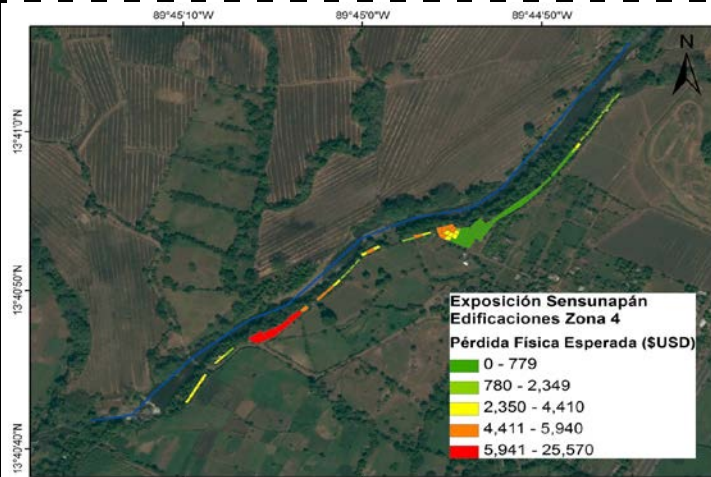 89°45'10"W 89°45'0"W 89°44'50"W
N
13°41'0"N
13°40'50"N
13°40'40"N
Exposición Sensunapán
Edificaciones Zona 4
Pérdida Física Esperada ($USD)
0 - 779
780 - 2,349
2,350 - 4,410
4,411 - 5,940
5,941 - 25,570